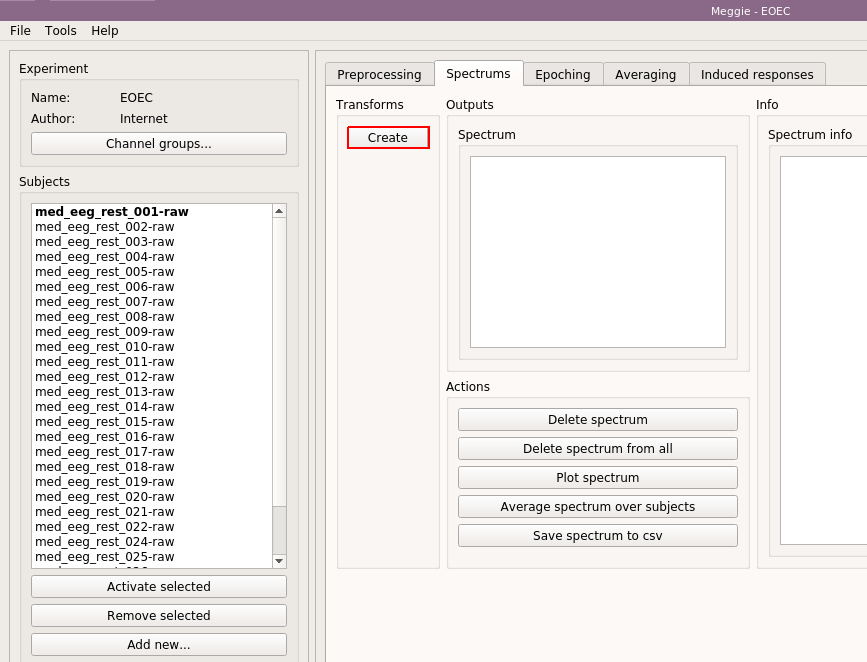 Meggie - EOEC
File Tools Help
Experiment
Name: EOEC
Author: Internet
Channel groups...
Subjects
med_eeg_rest_001-raw
med_eeg_rest_002-raw
med_eeg_rest_003-raw
med_eeg_rest_004-raw
med_eeg_rest_005-raw
med_eeg_rest_006-raw
med_eeg_rest_007-raw
med_eeg_rest_008-raw
med_eeg_rest_009-raw
med_eeg_rest_010-raw
med_eeg_rest_011-raw
med_eeg_rest_012-raw
med_eeg_rest_013-raw
med_eeg_rest_014-raw
med_eeg_rest_015-raw
med_eeg_rest_016-raw
med_eeg_rest_017-raw
med_eeg_rest_018-raw
med_eeg_rest_019-raw
med_eeg_rest_020-raw
med_eeg_rest_021-raw
med_eeg_rest_022-raw
med_eeg_rest_024-raw
med_eeg_rest_025-raw
Activate selected
Remove selected
Add new...
Preprocessing Spectrums Epoching Averaging Induced responses
Transforms
Create
Outputs
Spectrum
Actions
Delete spectrum
Delete spectrum from all
Plot spectrum
Average spectrum over subjects
Save spectrum to csv
Info
Spectrum info